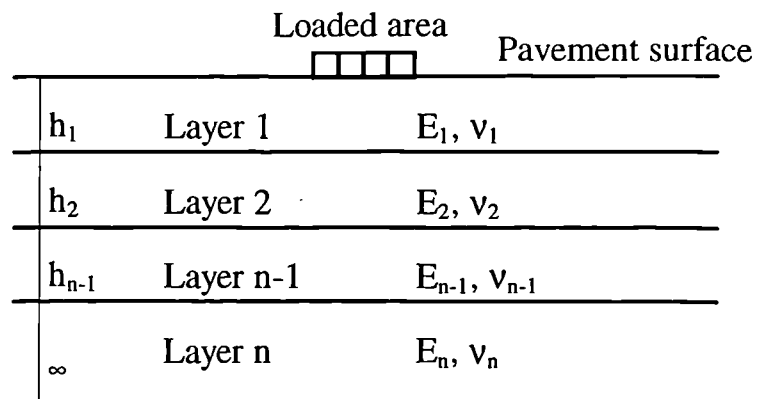 Loaded area
Pavement surface
h₁ Layer 1 E₁, ν₁
h₂ Layer 2 E₂, ν₂
hₙ₋₁ Layer n-1 Eₙ₋₁, νₙ₋₁
∞ Layer n Eₙ, νₙ